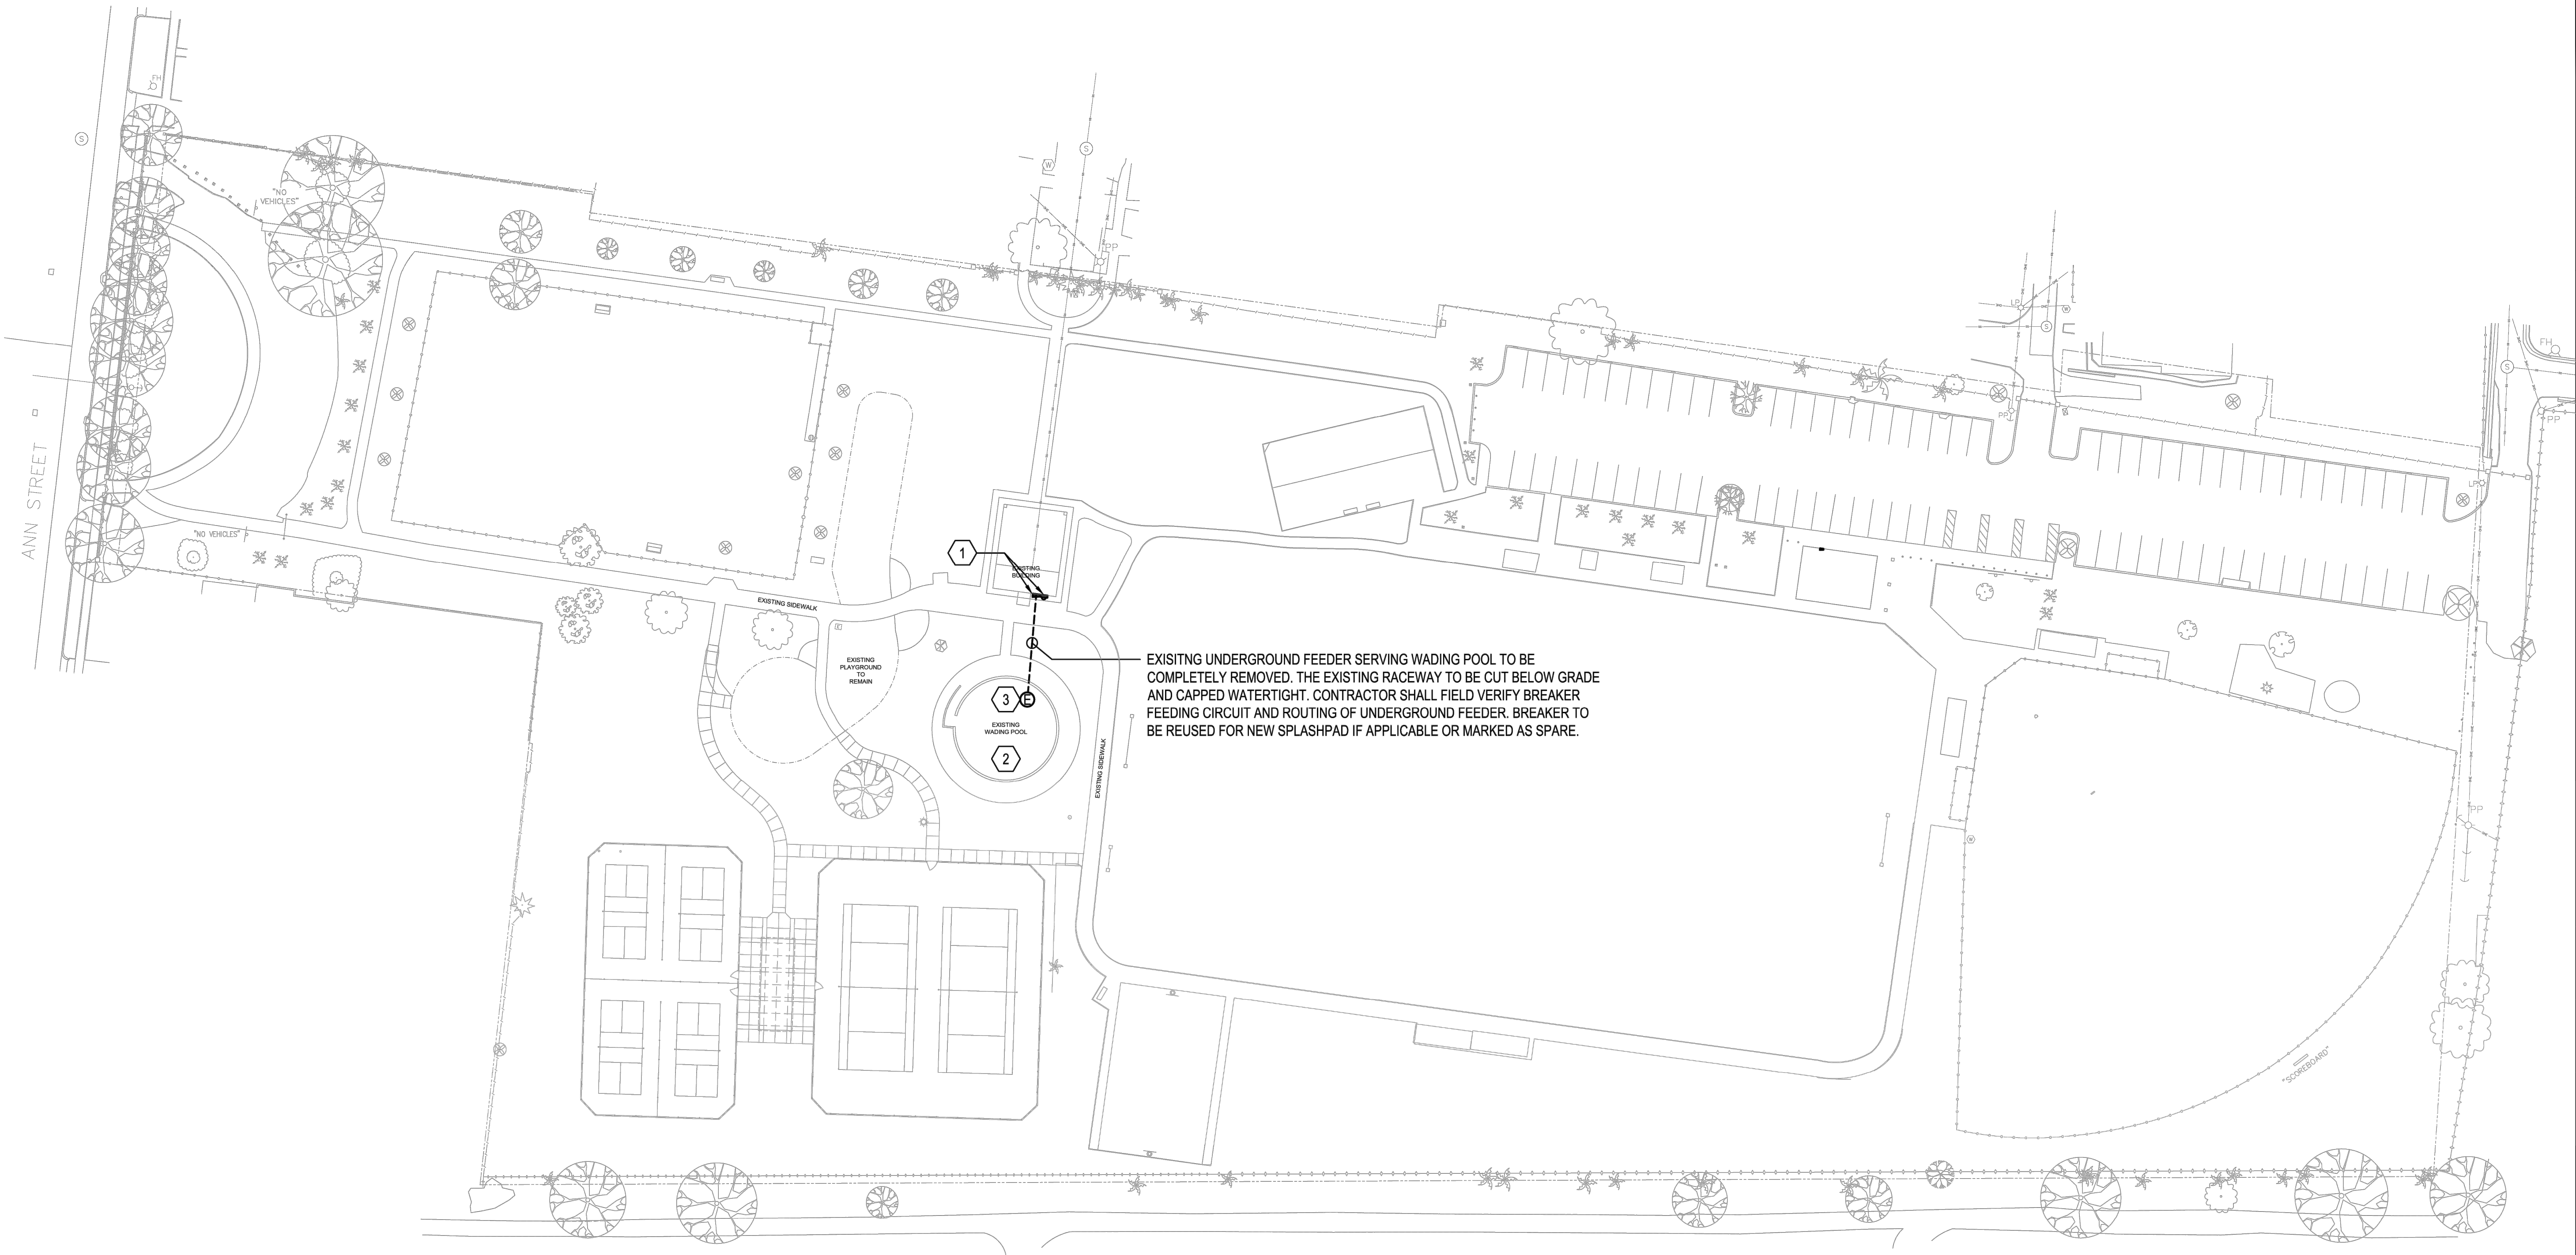 FH
S
"NO
VEHICLES"
W
S
PP
LP
W
S
FH
S
PP
PP
LP
ANN STREET
"NO VEHICLES"
1
EXISTING
BUILDING
EXISTING SIDEWALK
EXISTING
PLAYGROUND
TO
REMAIN
EXISITNG UNDERGROUND FEEDER SERVING WADING POOL TO BE
COMPLETELY REMOVED. THE EXISTING RACEWAY TO BE CUT BELOW GRADE
AND CAPPED WATERTIGHT. CONTRACTOR SHALL FIELD VERIFY BREAKER
FEEDING CIRCUIT AND ROUTING OF UNDERGROUND FEEDER. BREAKER TO
BE REUSED FOR NEW SPLASHPAD IF APPLICABLE OR MARKED AS SPARE.
3
E
EXISTING
WADING POOL
2
EXISTING SIDEWALK
PP
W
"SCOREBOARD"